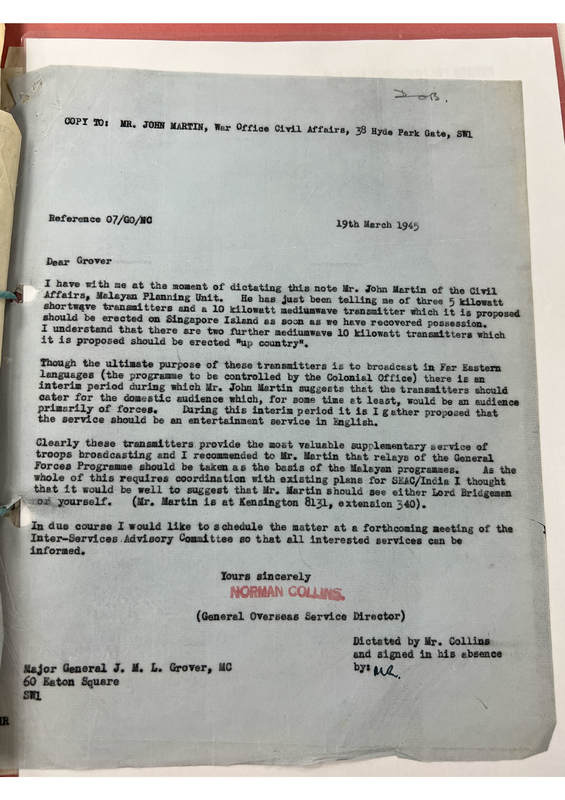 COPY TO: MR. JOHN MARTIN, War Office Civil Affairs, 38 Hyde Park Gate, SW1
Reference 07/GO/NC
19th March 1945
Dear Grover
I have with me at the moment of dictating this note Mr. John Martin of the Civil
Affairs, Malayan Planning Unit. He has just been telling me of three 5 kilowatt
shortwave transmitters and a 10 kilowatt mediumwave transmitter which it is proposed
should be erected on Singapore Island as soon as we have recovered possession.
I understand that there are two further mediumwave 10 kilowatt transmitters which
it is proposed should be erected "up country".
Though the ultimate purpose of these transmitters is to broadcast in Far Eastern
languages (the programme to be controlled by the Colonial Office) there is an
interim period during which Mr. John Martin suggests that the transmitters should
cater for the domestic audience which, for some time at least, would be an audience
primarily of forces. During this interim period it is I gather proposed that
the service should be an entertainment service in English.
Clearly these transmitters provide the most valuable supplementary service of
troops broadcasting and I recommended to Mr. Martin that relays of the General
Forces Programme should be taken as the basis of the Malayan programmes. As the
whole of this requires coordination with existing plans for SEAC/India I thought
that it would be well to suggest that Mr. Martin should see either Lord Bridgeman
or yourself. (Mr. Martin is at Kensington 8131, extension 340).
In due course I would like to schedule the matter at a forthcoming meeting of the
Inter-Services Advisory Committee so that all interested services can be
informed.
Yours sincerely
NORMAN COLLINS.
(General Overseas Service Director)
Dictated by Mr. Collins
and signed in his absence
by:
Major General J. M. L. Grover, MC
60 Eaton Square
SW1